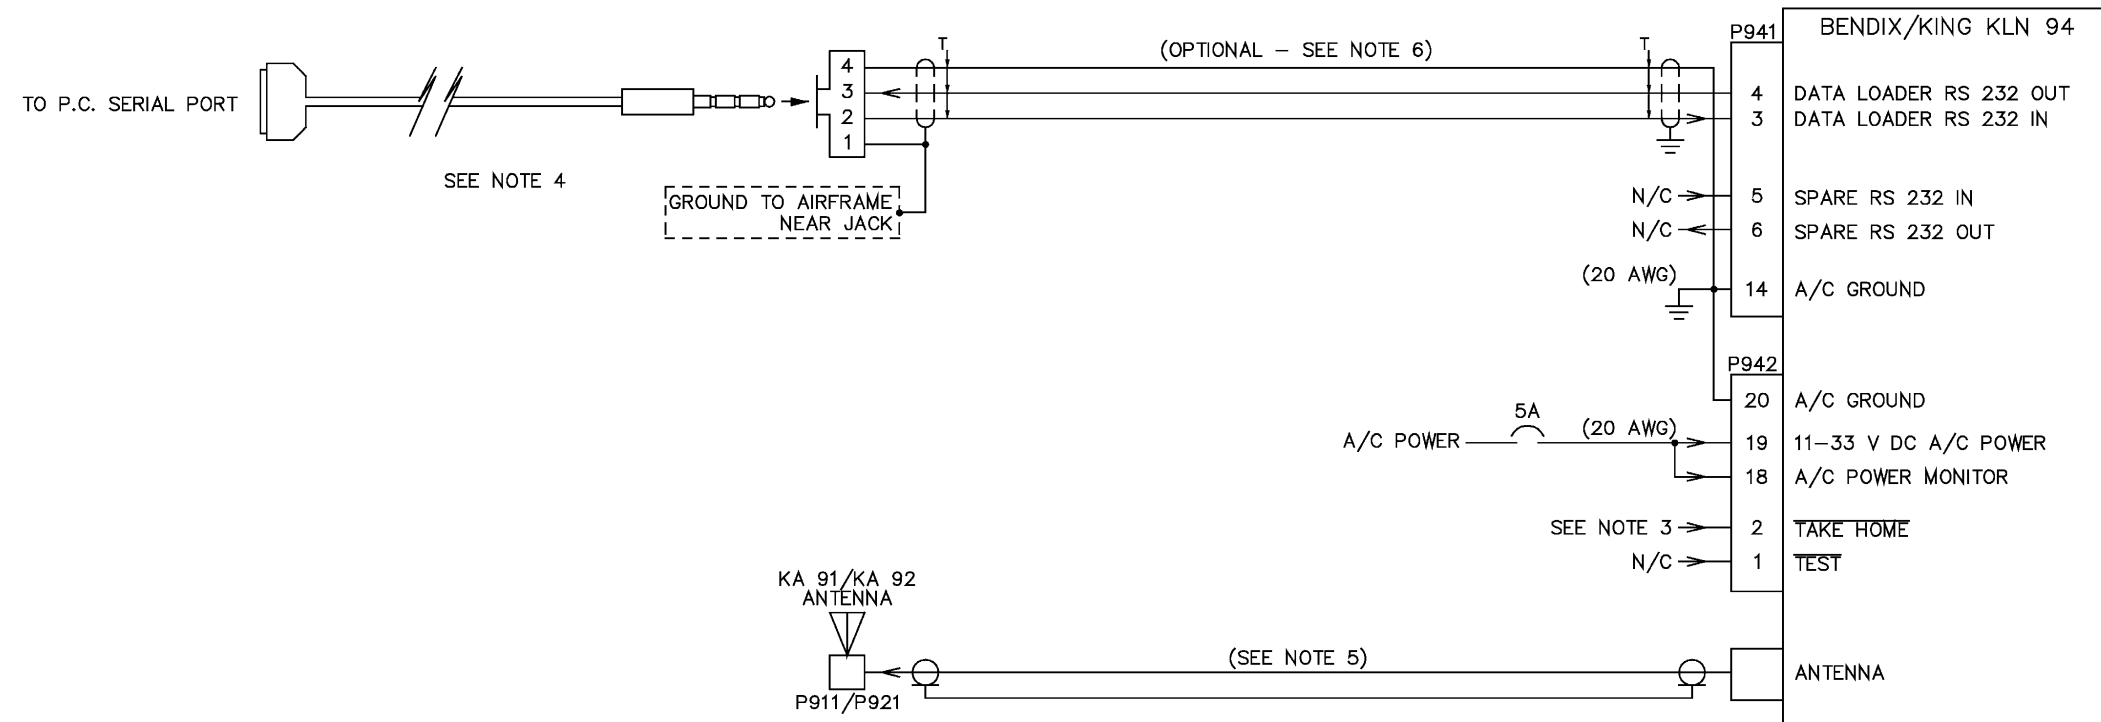 P941
BENDIX/KING KLN 94
T
(OPTIONAL – SEE NOTE 6)
T
4
3
2
1
TO P.C. SERIAL PORT
4 DATA LOADER RS 232 OUT
3 DATA LOADER RS 232 IN
SEE NOTE 4
GROUND TO AIRFRAME
NEAR JACK
N/C 5 SPARE RS 232 IN
N/C 6 SPARE RS 232 OUT
(20 AWG)
14 A/C GROUND
P942
20 A/C GROUND
5A
(20 AWG)
A/C POWER 19 11–33 V DC A/C POWER
18 A/C POWER MONITOR
SEE NOTE 3 2 TAKE HOME
N/C 1 TEST
KA 91/KA 92
ANTENNA
(SEE NOTE 5)
ANTENNA
P911/P921